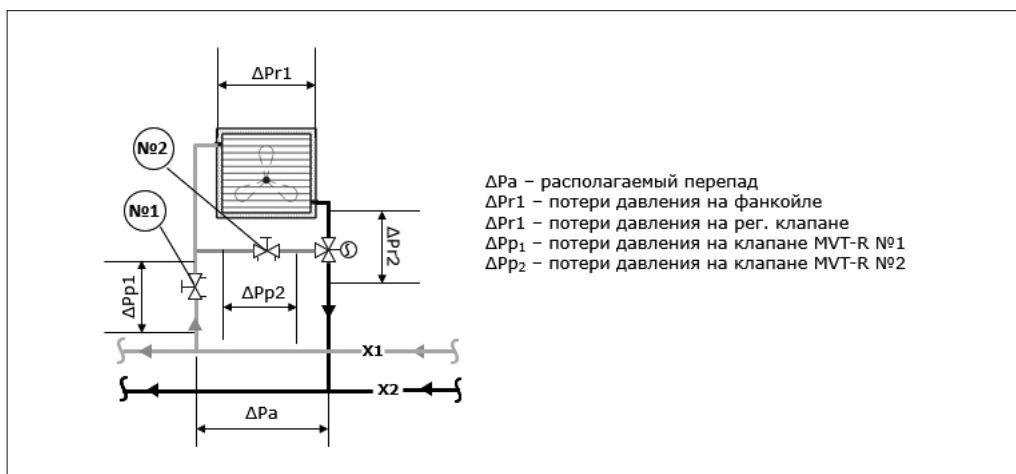 ΔPr1
№2
№1
ΔPr2
ΔPp1
ΔPp2
X1
X2
ΔPa
ΔPa – располагаемый перепад
ΔPr1 – потери давления на фанкойле
ΔPr1 – потери давления на рег. клапане
ΔPp₁ – потери давления на клапане MVT-R №1
ΔPp₂ – потери давления на клапане MVT-R №2